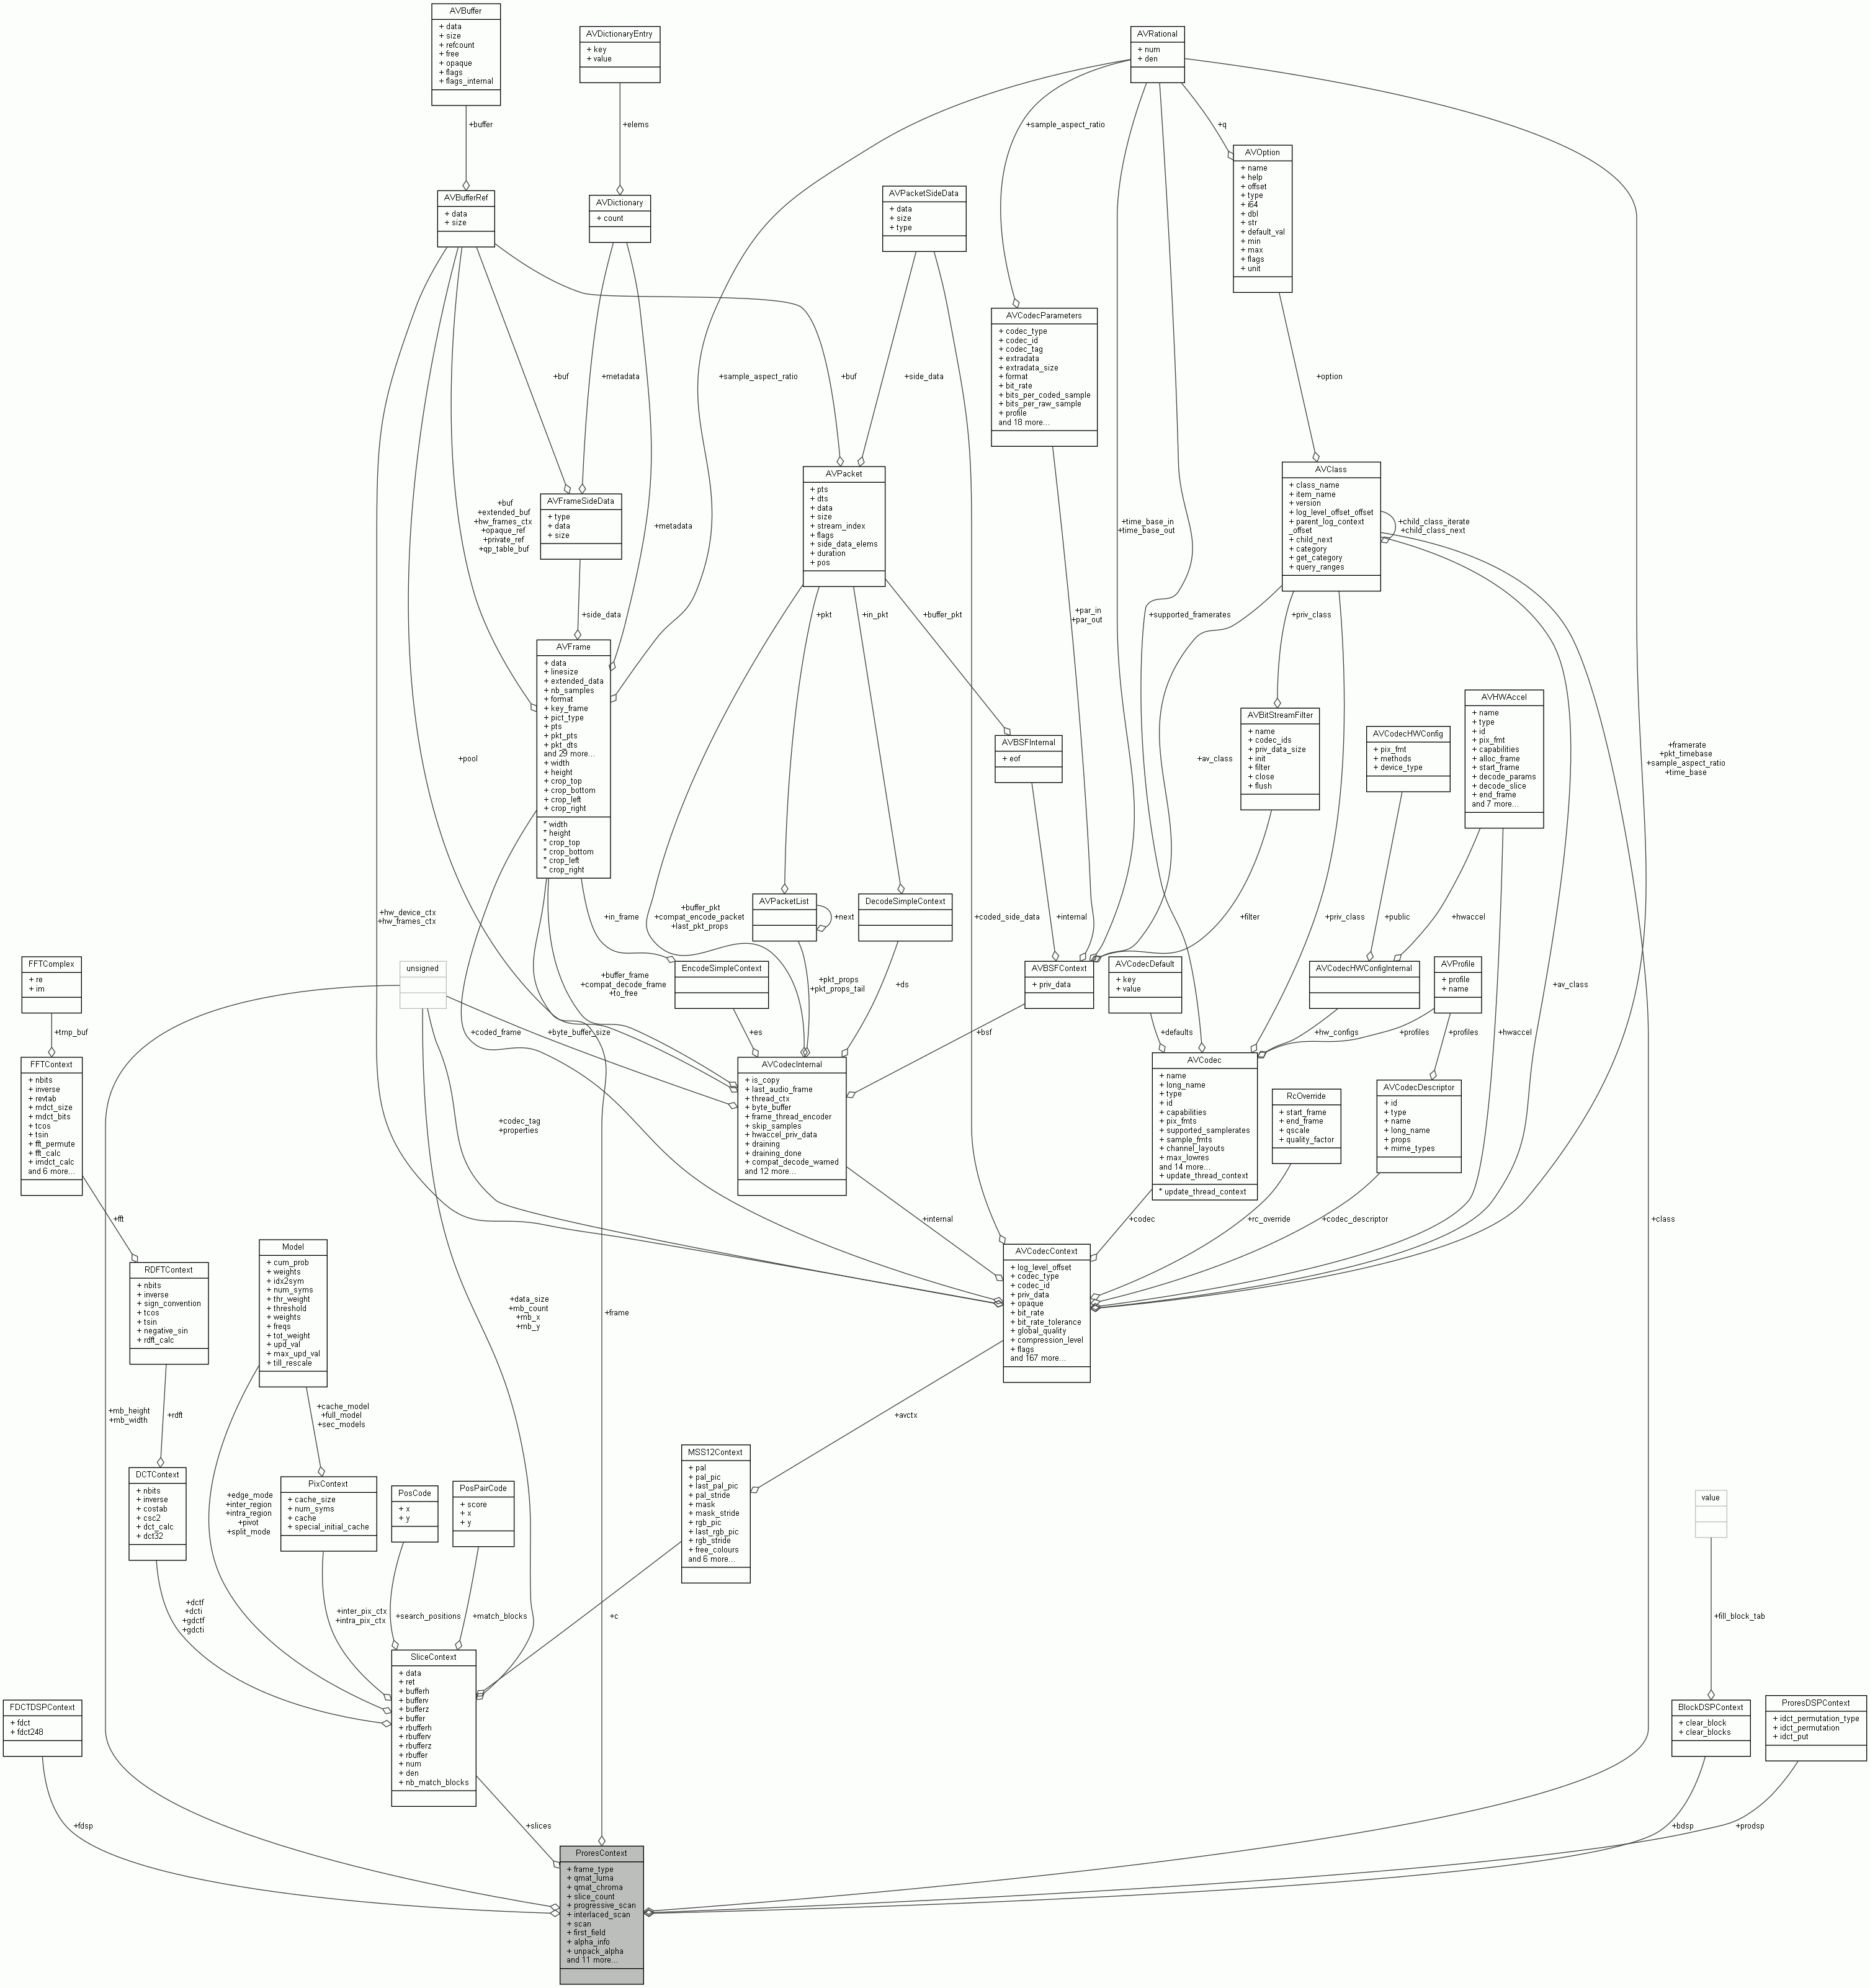 AVBuffer
+ data
+ size
+ refcount
+ free
+ opaque
+ flags
+ flags_internal
AVDictionaryEntry
+ key
+ value
AVRational
+ num
+ den
+buffer
+elems
+sample_aspect_ratio
+q
AVOption
+ name
+ help
+ offset
+ type
+ i64
+ dbl
+ str
+ default_val
+ min
+ max
+ flags
+ unit
AVBufferRef
+ data
+ size
AVDictionary
+ count
AVPacketSideData
+ data
+ size
+ type
AVCodecParameters
+ codec_type
+ codec_id
+ codec_tag
+ extradata
+ extradata_size
+ format
+ bit_rate
+ bits_per_coded_sample
+ bits_per_raw_sample
+ profile
and 18 more...
+buf
+metadata
+sample_aspect_ratio
+buf
+side_data
+option
AVClass
+ class_name
+ item_name
+ version
+ log_level_offset_offset
+ parent_log_context
_offset
+ child_next
+ category
+ get_category
+ query_ranges
+child_class_iterate
+child_class_next
AVPacket
+ pts
+ dts
+ data
+ size
+ stream_index
+ flags
+ side_data_elems
+ duration
+ pos
AVFrameSideData
+ type
+ data
+ size
+buf
+extended_buf
+hw_frames_ctx
+opaque_ref
+private_ref
+qp_table_buf
+metadata
+time_base_in
+time_base_out
+side_data
+pkt
+in_pkt
+buffer_pkt
+par_in
+par_out
+supported_framerates
+priv_class
AVFrame
+ data
+ linesize
+ extended_data
+ nb_samples
+ format
+ key_frame
+ pict_type
+ pts
+ pkt_pts
+ pkt_dts
and 29 more...
+ width
+ height
+ crop_top
+ crop_bottom
+ crop_left
+ crop_right
* width
* height
* crop_top
* crop_bottom
* crop_left
* crop_right
AVBSFInternal
+ eof
AVBitStreamFilter
+ name
+ codec_ids
+ priv_data_size
+ init
+ filter
+ close
+ flush
AVCodecHWConfig
+ pix_fmt
+ methods
+ device_type
AVHWAccel
+ name
+ type
+ id
+ pix_fmt
+ capabilities
+ alloc_frame
+ start_frame
+ decode_params
+ decode_slice
+ end_frame
and 7 more...
+pool
+av_class
+framerate
+pkt_timebase
+sample_aspect_ratio
+time_base
+hw_device_ctx
+hw_frames_ctx
+in_frame
+buffer_pkt
+compat_encode_packet
+last_pkt_props
AVPacketList
+next
DecodeSimpleContext
+coded_side_data
+internal
+filter
+priv_class
+public
+hwaccel
FFTComplex
+ re
+ im
unsigned
+buffer_frame
+compat_decode_frame
+to_free
EncodeSimpleContext
+pkt_props
+pkt_props_tail
+ds
AVBSFContext
+ priv_data
AVCodecDefault
+ key
+ value
AVCodecHWConfigInternal
AVProfile
+ profile
+ name
+av_class
+tmp_buf
+coded_frame
+byte_buffer_size
+es
+bsf
+defaults
+hw_configs
+profiles
+profiles
+hwaccel
FFTContext
+ nbits
+ inverse
+ revtab
+ mdct_size
+ mdct_bits
+ tcos
+ tsin
+ fft_permute
+ fft_calc
+ imdct_calc
and 6 more...
AVCodecInternal
+ is_copy
+ last_audio_frame
+ thread_ctx
+ byte_buffer
+ frame_thread_encoder
+ skip_samples
+ hwaccel_priv_data
+ draining
+ draining_done
+ compat_decode_warned
and 12 more...
AVCodec
+ name
+ long_name
+ type
+ id
+ capabilities
+ pix_fmts
+ supported_samplerates
+ sample_fmts
+ channel_layouts
+ max_lowres
and 14 more...
+ update_thread_context
* update_thread_context
RcOverride
+ start_frame
+ end_frame
+ qscale
+ quality_factor
AVCodecDescriptor
+ id
+ type
+ name
+ long_name
+ props
+ mime_types
+codec_tag
+properties
+fft
+internal
+codec
+rc_override
+codec_descriptor
+class
Model
+ cum_prob
+ weights
+ idx2sym
+ num_syms
+ thr_weight
+ threshold
+ weights
+ freqs
+ tot_weight
+ upd_val
+ max_upd_val
+ till_rescale
RDFTContext
+ nbits
+ inverse
+ sign_convention
+ tcos
+ tsin
+ negative_sin
+ rdft_calc
+data_size
+mb_count
+mb_x
+mb_y
+frame
AVCodecContext
+ log_level_offset
+ codec_type
+ codec_id
+ priv_data
+ opaque
+ bit_rate
+ bit_rate_tolerance
+ global_quality
+ compression_level
+ flags
and 167 more...
+mb_height
+mb_width
+rdft
+cache_model
+full_model
+sec_models
+avctx
DCTContext
+ nbits
+ inverse
+ costab
+ csc2
+ dct_calc
+ dct32
+edge_mode
+inter_region
+intra_region
+pivot
+split_mode
PixContext
+ cache_size
+ num_syms
+ cache
+ special_initial_cache
PosCode
+ x
+ y
PosPairCode
+ score
+ x
+ y
MSS12Context
+ pal
+ pal_pic
+ last_pal_pic
+ pal_stride
+ mask
+ mask_stride
+ rgb_pic
+ last_rgb_pic
+ rgb_stride
+ free_colours
and 6 more...
value
+dctf
+dcti
+gdctf
+gdcti
+inter_pix_ctx
+intra_pix_ctx
+search_positions
+match_blocks
+c
+fill_block_tab
SliceContext
+ data
+ ret
+ bufferh
+ bufferv
+ bufferz
+ buffer
+ rbufferh
+ rbufferv
+ rbufferz
+ rbuffer
+ num
+ den
+ nb_match_blocks
FDCTDSPContext
+ fdct
+ fdct248
BlockDSPContext
+ clear_block
+ clear_blocks
ProresDSPContext
+ idct_permutation_type
+ idct_permutation
+ idct_put
+fdsp
+slices
+bdsp
+prodsp
ProresContext
+ frame_type
+ qmat_luma
+ qmat_chroma
+ slice_count
+ progressive_scan
+ interlaced_scan
+ scan
+ first_field
+ alpha_info
+ unpack_alpha
and 11 more...